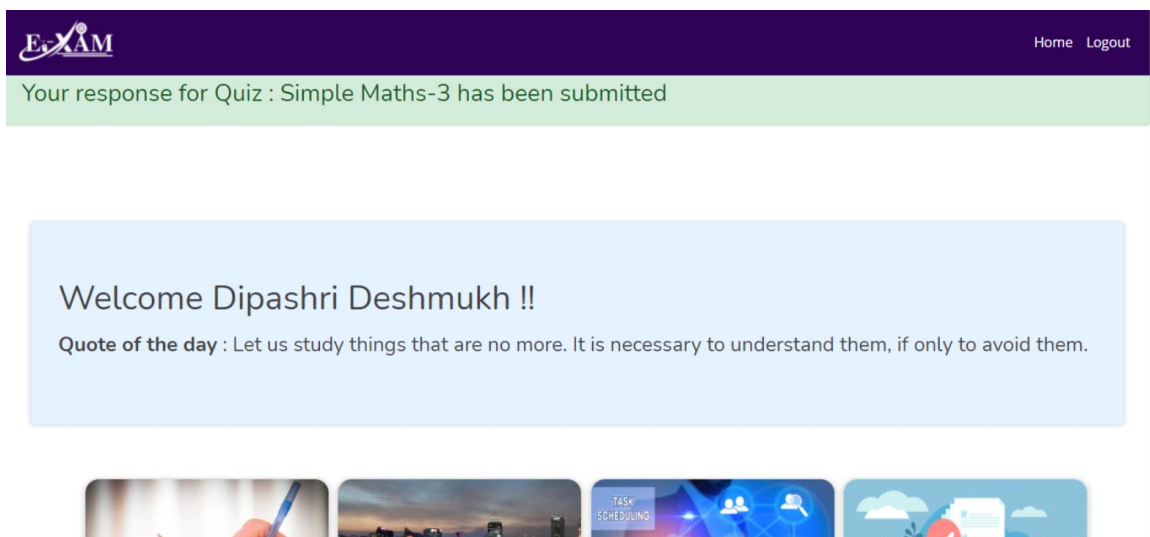 E-XAM
Home Logout
Your response for Quiz : Simple Maths-3 has been submitted
Welcome Dipashri Deshmukh !!
Quote of the day : Let us study things that are no more. It is necessary to understand them, if only to avoid them.
TASK
SCHEDULING